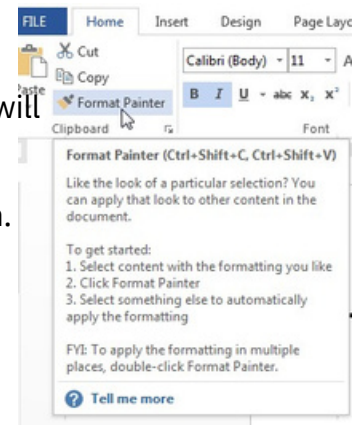 FILE Home Insert Design Page Layo
Cut
Calibri (Body) 11 A
Copy
Paste
will
Format Painter
B I U abc X₂ X²
Clipboard Font
Format Painter (Ctrl+Shift+C, Ctrl+Shift+V)
Like the look of a particular selection? You
can apply that look to other content in the
document.
To get started:
1. Select content with the formatting you like
2. Click Format Painter
3. Select something else to automatically
apply the formatting
FYI: To apply the formatting in multiple
places, double-click Format Painter.
Tell me more